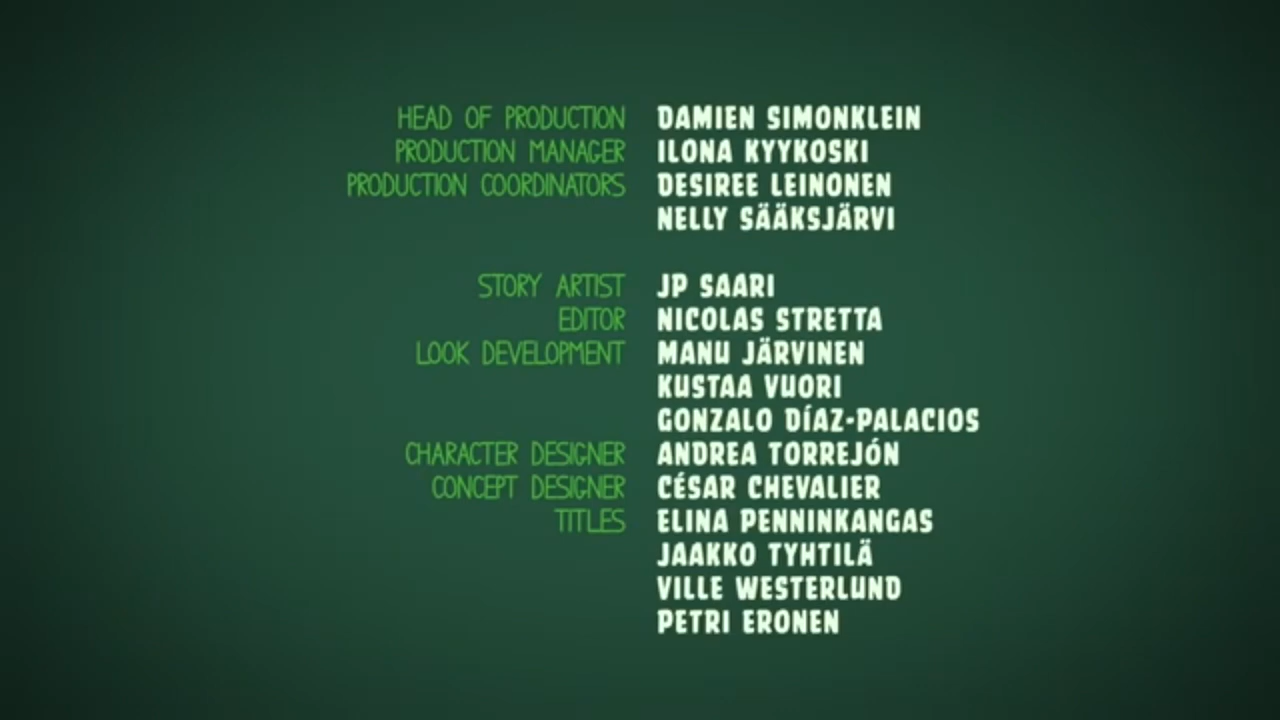 HEAD OF PRODUCTION DAMIEN SIMONKLEIN
PRODUCTION MANAGER ILONA KYYKOSKI
PRODUCTION COORDINATORS DESIREE LEINONEN
NELLY SÄÄKSJÄRVI
STORY ARTIST JP SAARI
EDITOR NICOLAS STRETTA
LOOK DEVELOPMENT MANU JÄRVINEN
KUSTAA VUORI
GONZALO DÍAZ-PALACIOS
CHARACTER DESIGNER ANDREA TORREJÓN
CONCEPT DESIGNER CÉSAR CHEVALIER
TITLES ELINA PENNINKANGAS
JAAKKO TYHTILÄ
VILLE WESTERLUND
PETRI ERONEN